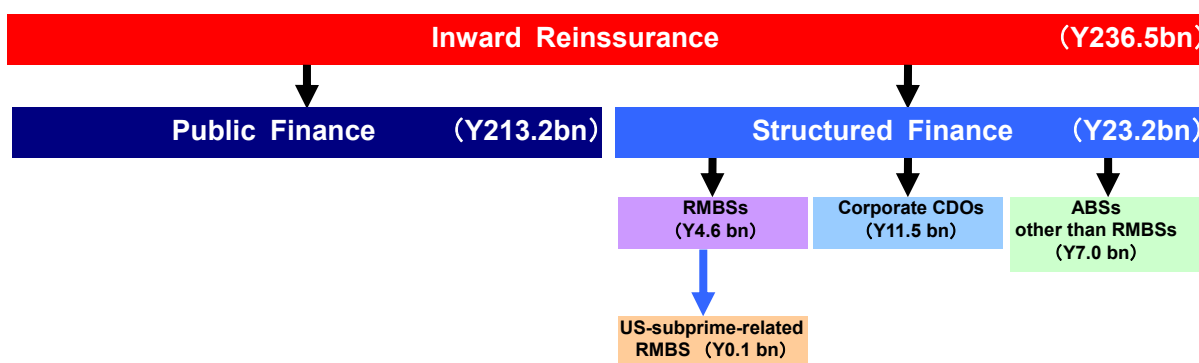 Inward Reinssurance （Y236.5bn）
Public Finance （Y213.2bn）
Structured Finance （Y23.2bn）
RMBSs
（Y4.6 bn）
Corporate CDOs
（Y11.5 bn）
ABSs
other than RMBSs
（Y7.0 bn）
US-subprime-related
RMBS （Y0.1 bn）